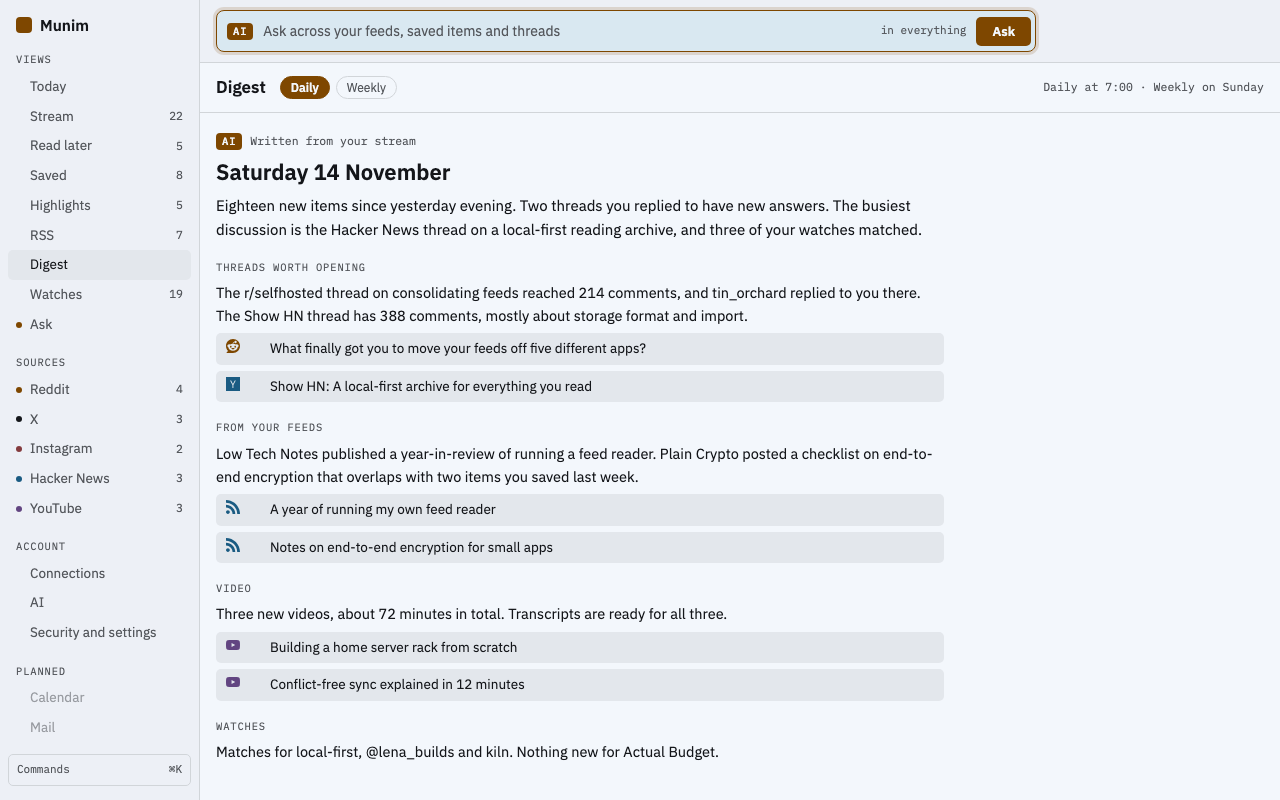 Munim
VIEWS
Today
Stream 22
Read later 5
Saved 8
Highlights 5
RSS 7
Digest
Watches 19
Ask
SOURCES
Reddit 4
X 3
Instagram 2
Hacker News 3
YouTube 3
ACCOUNT
Connections
AI
Security and settings
PLANNED
Calendar
Mail
Commands ⌘K
AI Ask across your feeds, saved items and threads in everything Ask
Digest Daily Weekly Daily at 7:00 · Weekly on Sunday
AI Written from your stream
Saturday 14 November
Eighteen new items since yesterday evening. Two threads you replied to have new answers. The busiest
discussion is the Hacker News thread on a local-first reading archive, and three of your watches matched.
THREADS WORTH OPENING
The r/selfhosted thread on consolidating feeds reached 214 comments, and tin_orchard replied to you there.
The Show HN thread has 388 comments, mostly about storage format and import.
What finally got you to move your feeds off five different apps?
Y Show HN: A local-first archive for everything you read
FROM YOUR FEEDS
Low Tech Notes published a year-in-review of running a feed reader. Plain Crypto posted a checklist on end-to-
end encryption that overlaps with two items you saved last week.
A year of running my own feed reader
Notes on end-to-end encryption for small apps
VIDEO
Three new videos, about 72 minutes in total. Transcripts are ready for all three.
Building a home server rack from scratch
Conflict-free sync explained in 12 minutes
WATCHES
Matches for local-first, @lena_builds and kiln. Nothing new for Actual Budget.